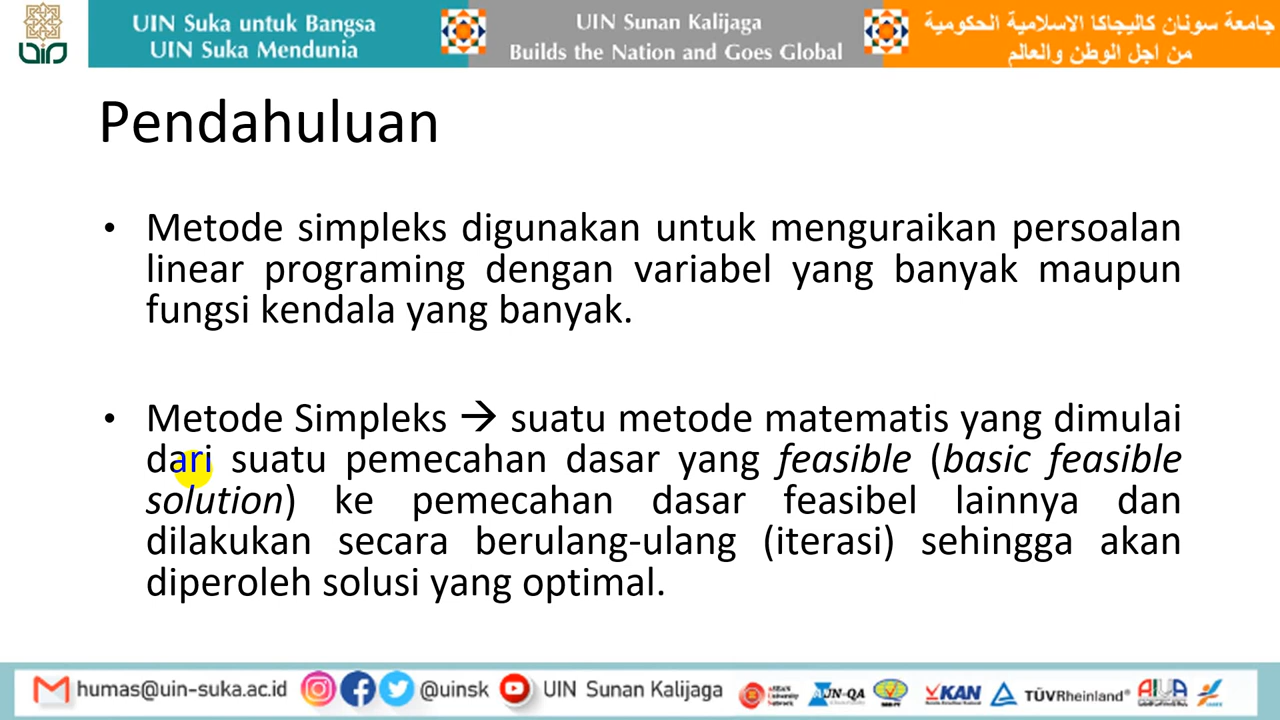 UIN Suka untuk Bangsa
UIN Suka Mendunia
UIN Sunan Kalijaga
Builds the Nation and Goes Global
جامعة سونان كاليجاكا الاسلامية الحكومية
من اجل الوطن والعالم
Pendahuluan
• Metode simpleks digunakan untuk menguraikan persoalan
linear programing dengan variabel yang banyak maupun
fungsi kendala yang banyak.
• Metode Simpleks → suatu metode matematis yang dimulai
dari suatu pemecahan dasar yang feasible (basic feasible
solution) ke pemecahan dasar feasibel lainnya dan
dilakukan secara berulang-ulang (iterasi) sehingga akan
diperoleh solusi yang optimal.
humas@uin-suka.ac.id
@uinsk
UIN Sunan Kalijaga
AUN-QA
KAN
TÜVRheinland®